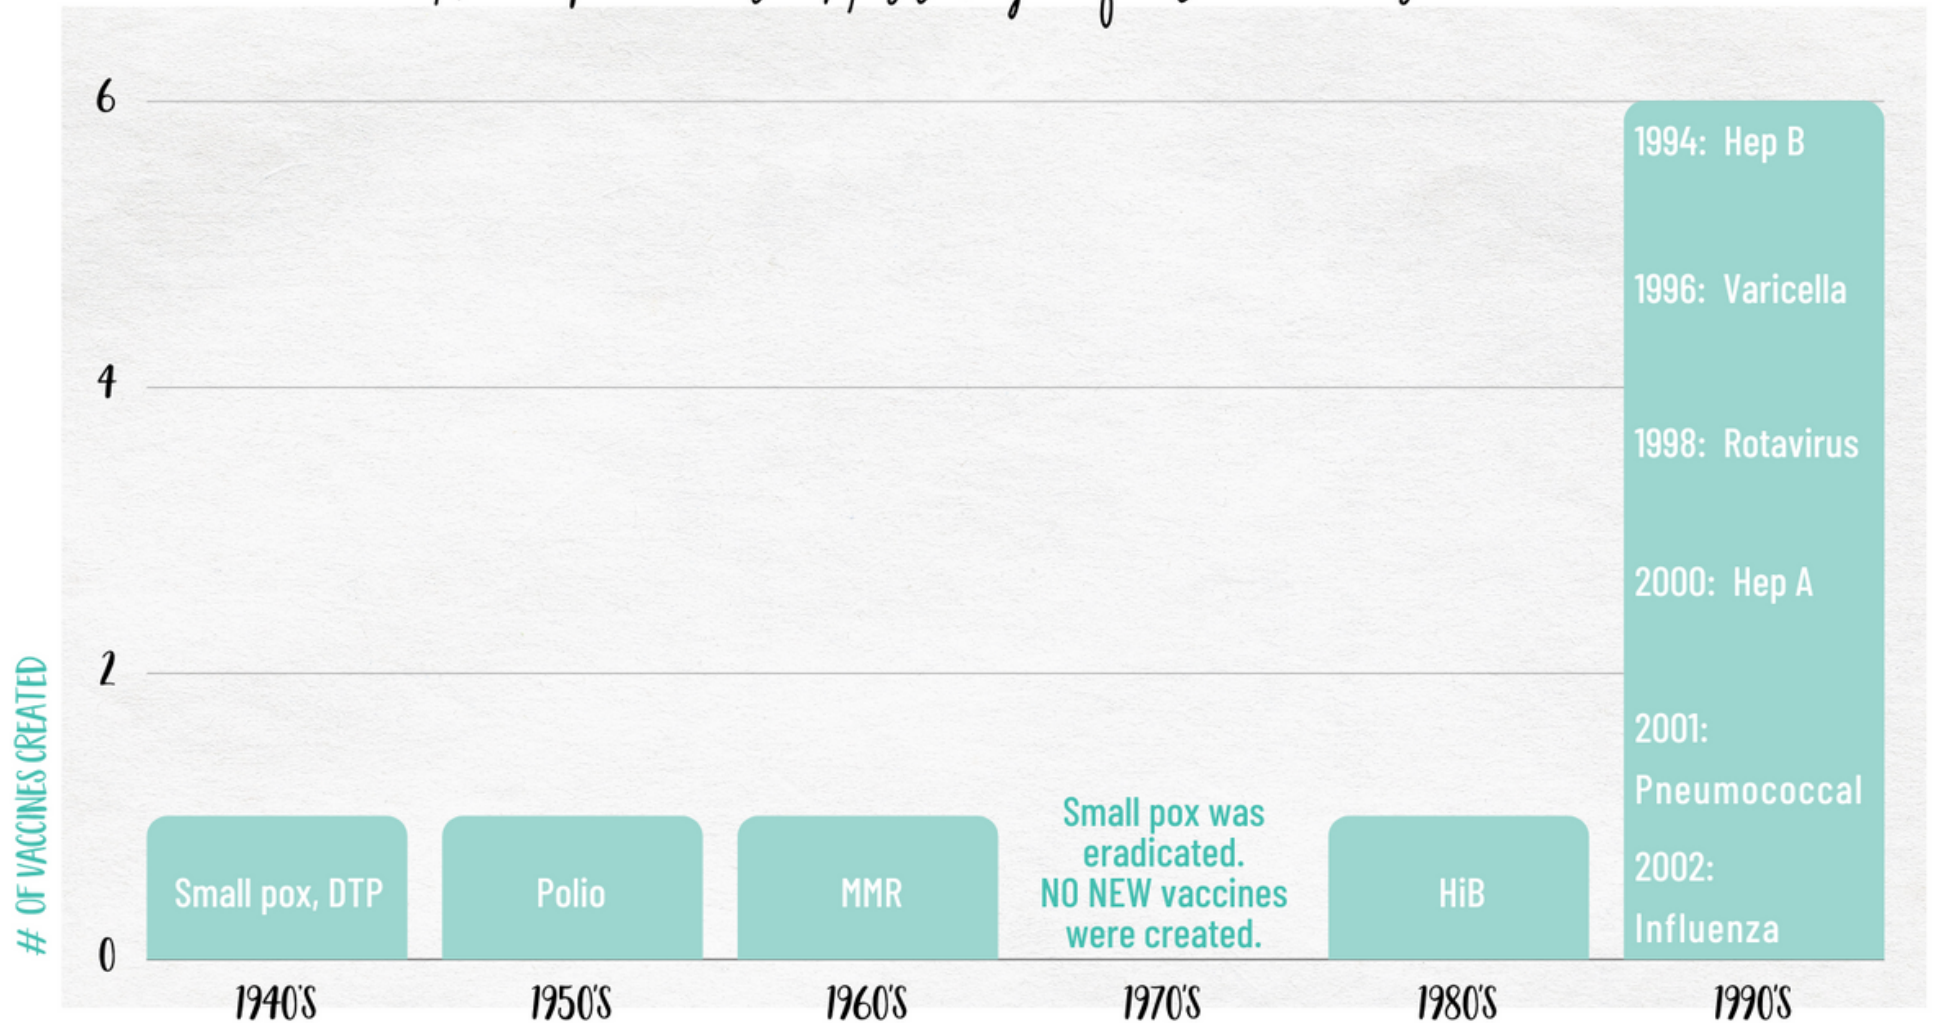 6
4
2
0
# OF VACCINES CREATED
Small pox, DTP
Polio
MMR
Small pox was
eradicated.
NO NEW vaccines
were created.
HiB
1994: Hep B
1996: Varicella
1998: Rotavirus
2000: Hep A
2001:
Pneumococcal
2002:
Influenza
1940'S
1950'S
1960'S
1970'S
1980'S
1990'S